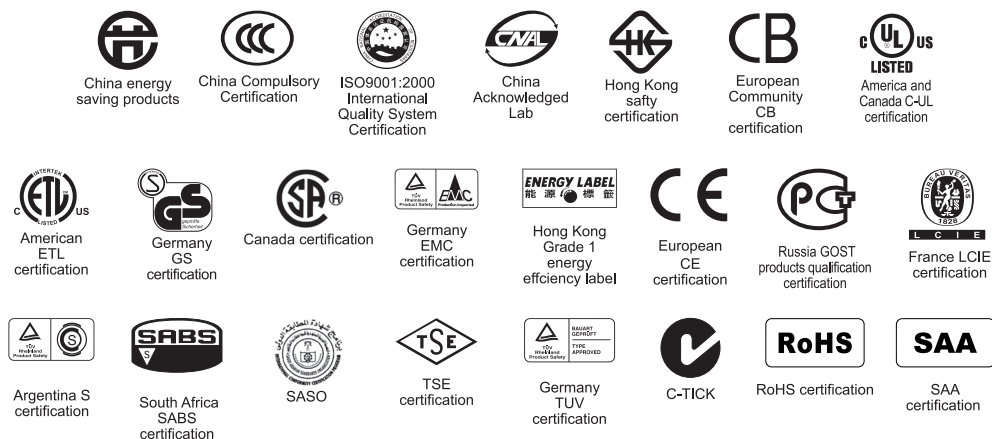 CNAL
CB
C UL US
LISTED
China energy
saving products
China Compulsory
Certification
ISO9001:2000
International
Quality System
Certification
China
Acknowledged
Lab
Hong Kong
safty
certification
European
Community
CB
certification
America and
Canada C-UL
certification
INTERTEK
C ETL US
LISTED
S
GS
geprüfte
Sicherheit
SA ®
TÜV
Rheinland
Product Safety
EMC
Production inspected
ENERGY LABEL
能 源 標 籤
CE
BUREAU VERITAS
1828
L C I E
American
ETL
certification
Germany
GS
certification
Canada certification
Germany
EMC
certification
Hong Kong
Grade 1
energy
effciency label
European
CE
certification
Russia GOST
products qualification
certification
France LCIE
certification
TÜV
Rheinland
Product Safety
S
SABS
S
TSE
TÜV
Rheinland
Product Safety
BAUART
GEPRÜFT
TYPE
APPROVED
RoHS
SAA
Argentina S
certification
South Africa
SABS
certification
SASO
TSE
certification
Germany
TUV
certification
C-TICK
RoHS certification
SAA
certification